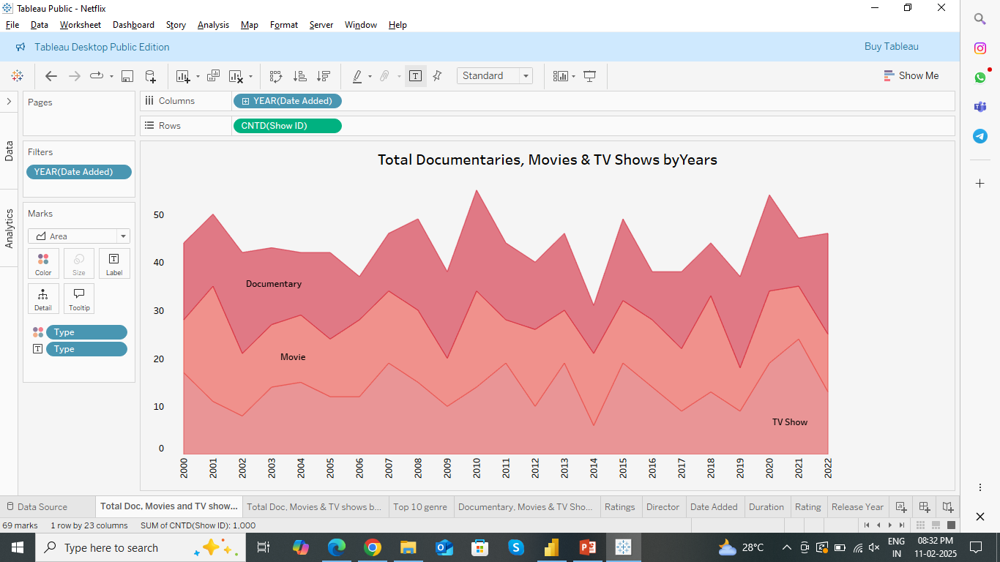 Tableau Public - Netflix
File Data Worksheet Dashboard Story Analysis Map Format Server Window Help
Tableau Desktop Public Edition
Buy Tableau
Standard
Show Me
Data
Analytics
Pages
Filters
YEAR(Date Added)
Marks
Area
Color Size Label
Detail Tooltip
Type
Type
Columns YEAR(Date Added)
Rows CNTD(Show ID)
Total Documentaries, Movies & TV Shows byYears
50
40
30
20
10
0
Documentary
Movie
TV Show
2000 2001 2002 2003 2004 2005 2006 2007 2008 2009 2010 2011 2012 2013 2014 2015 2016 2017 2018 2019 2020 2021 2022
Data Source Total Doc, Movies and TV show... Total Doc, Movies & TV shows b... Top 10 genre Documentary, Movies & TV Sho... Ratings Director Date Added Duration Rating Release Year
69 marks 1 row by 23 columns SUM of CNTD(Show ID): 1,000
Type here to search
28°C
ENG
IN
08:32 PM
11-02-2025